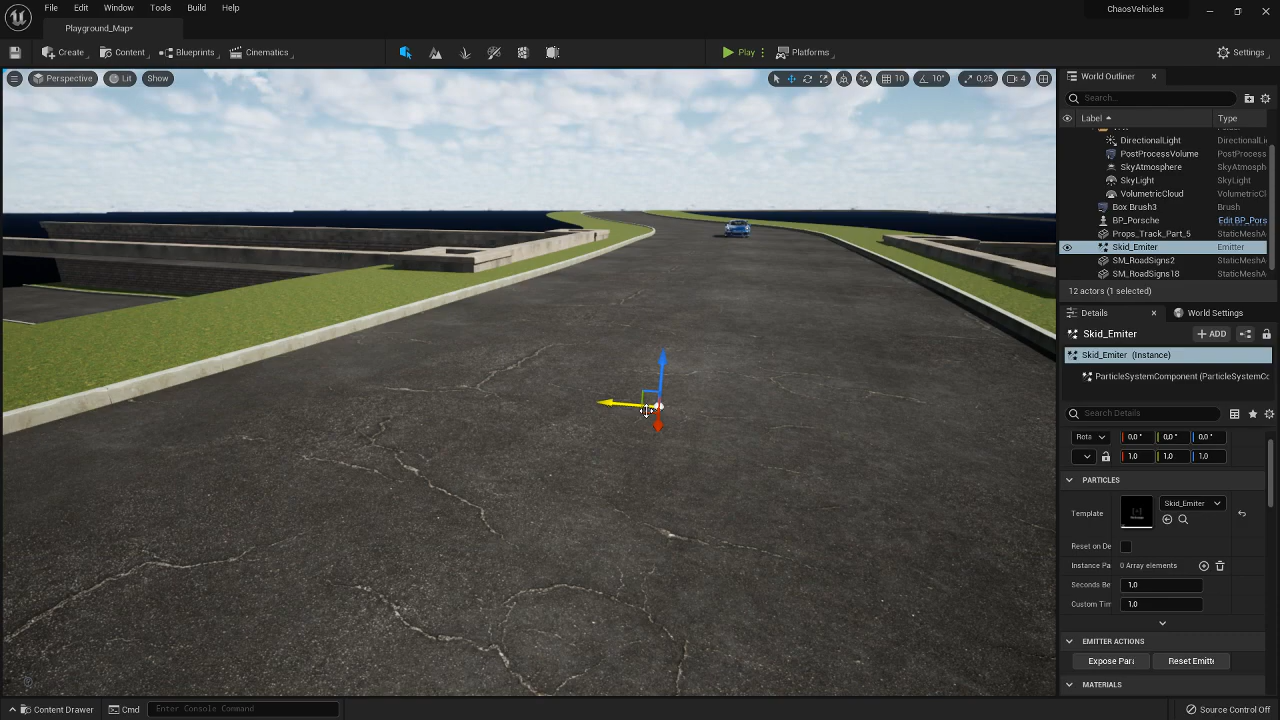 File Edit Window Tools Build Help
ChaosVehicles
Playground_Map*
Create Content Blueprints Cinematics Play Platforms Settings
Perspective Lit Show
10 10° 0,25 4
World Outliner
Search...
Label Type
DirectionalLight DirectionalLi
PostProcessVolume PostProcess
SkyAtmosphere SkyAtmosph
SkyLight SkyLight
VolumetricCloud VolumetricCl
Box Brush3 Brush
BP_Porsche Edit BP_Pors
Props_Track_Part_5 StaticMeshA
Skid_Emiter Emitter
SM_RoadSigns2 StaticMeshA
SM_RoadSigns18 StaticMeshA
12 actors (1 selected)
Details World Settings
Skid_Emiter ADD
Skid_Emiter (Instance)
ParticleSystemComponent (ParticleSystemCo
Search Details
Rota 0,0 ° 0,0 ° 0,0 °
1,0 1,0 1,0
PARTICLES
Template Skid_Emiter
Reset on De
Instance Pa 0 Array elements
Seconds Be 1,0
Custom Tim 1,0
EMITTER ACTIONS
Expose Para Reset Emitte
MATERIALS
Content Drawer Cmd Enter Console Command Source Control Off